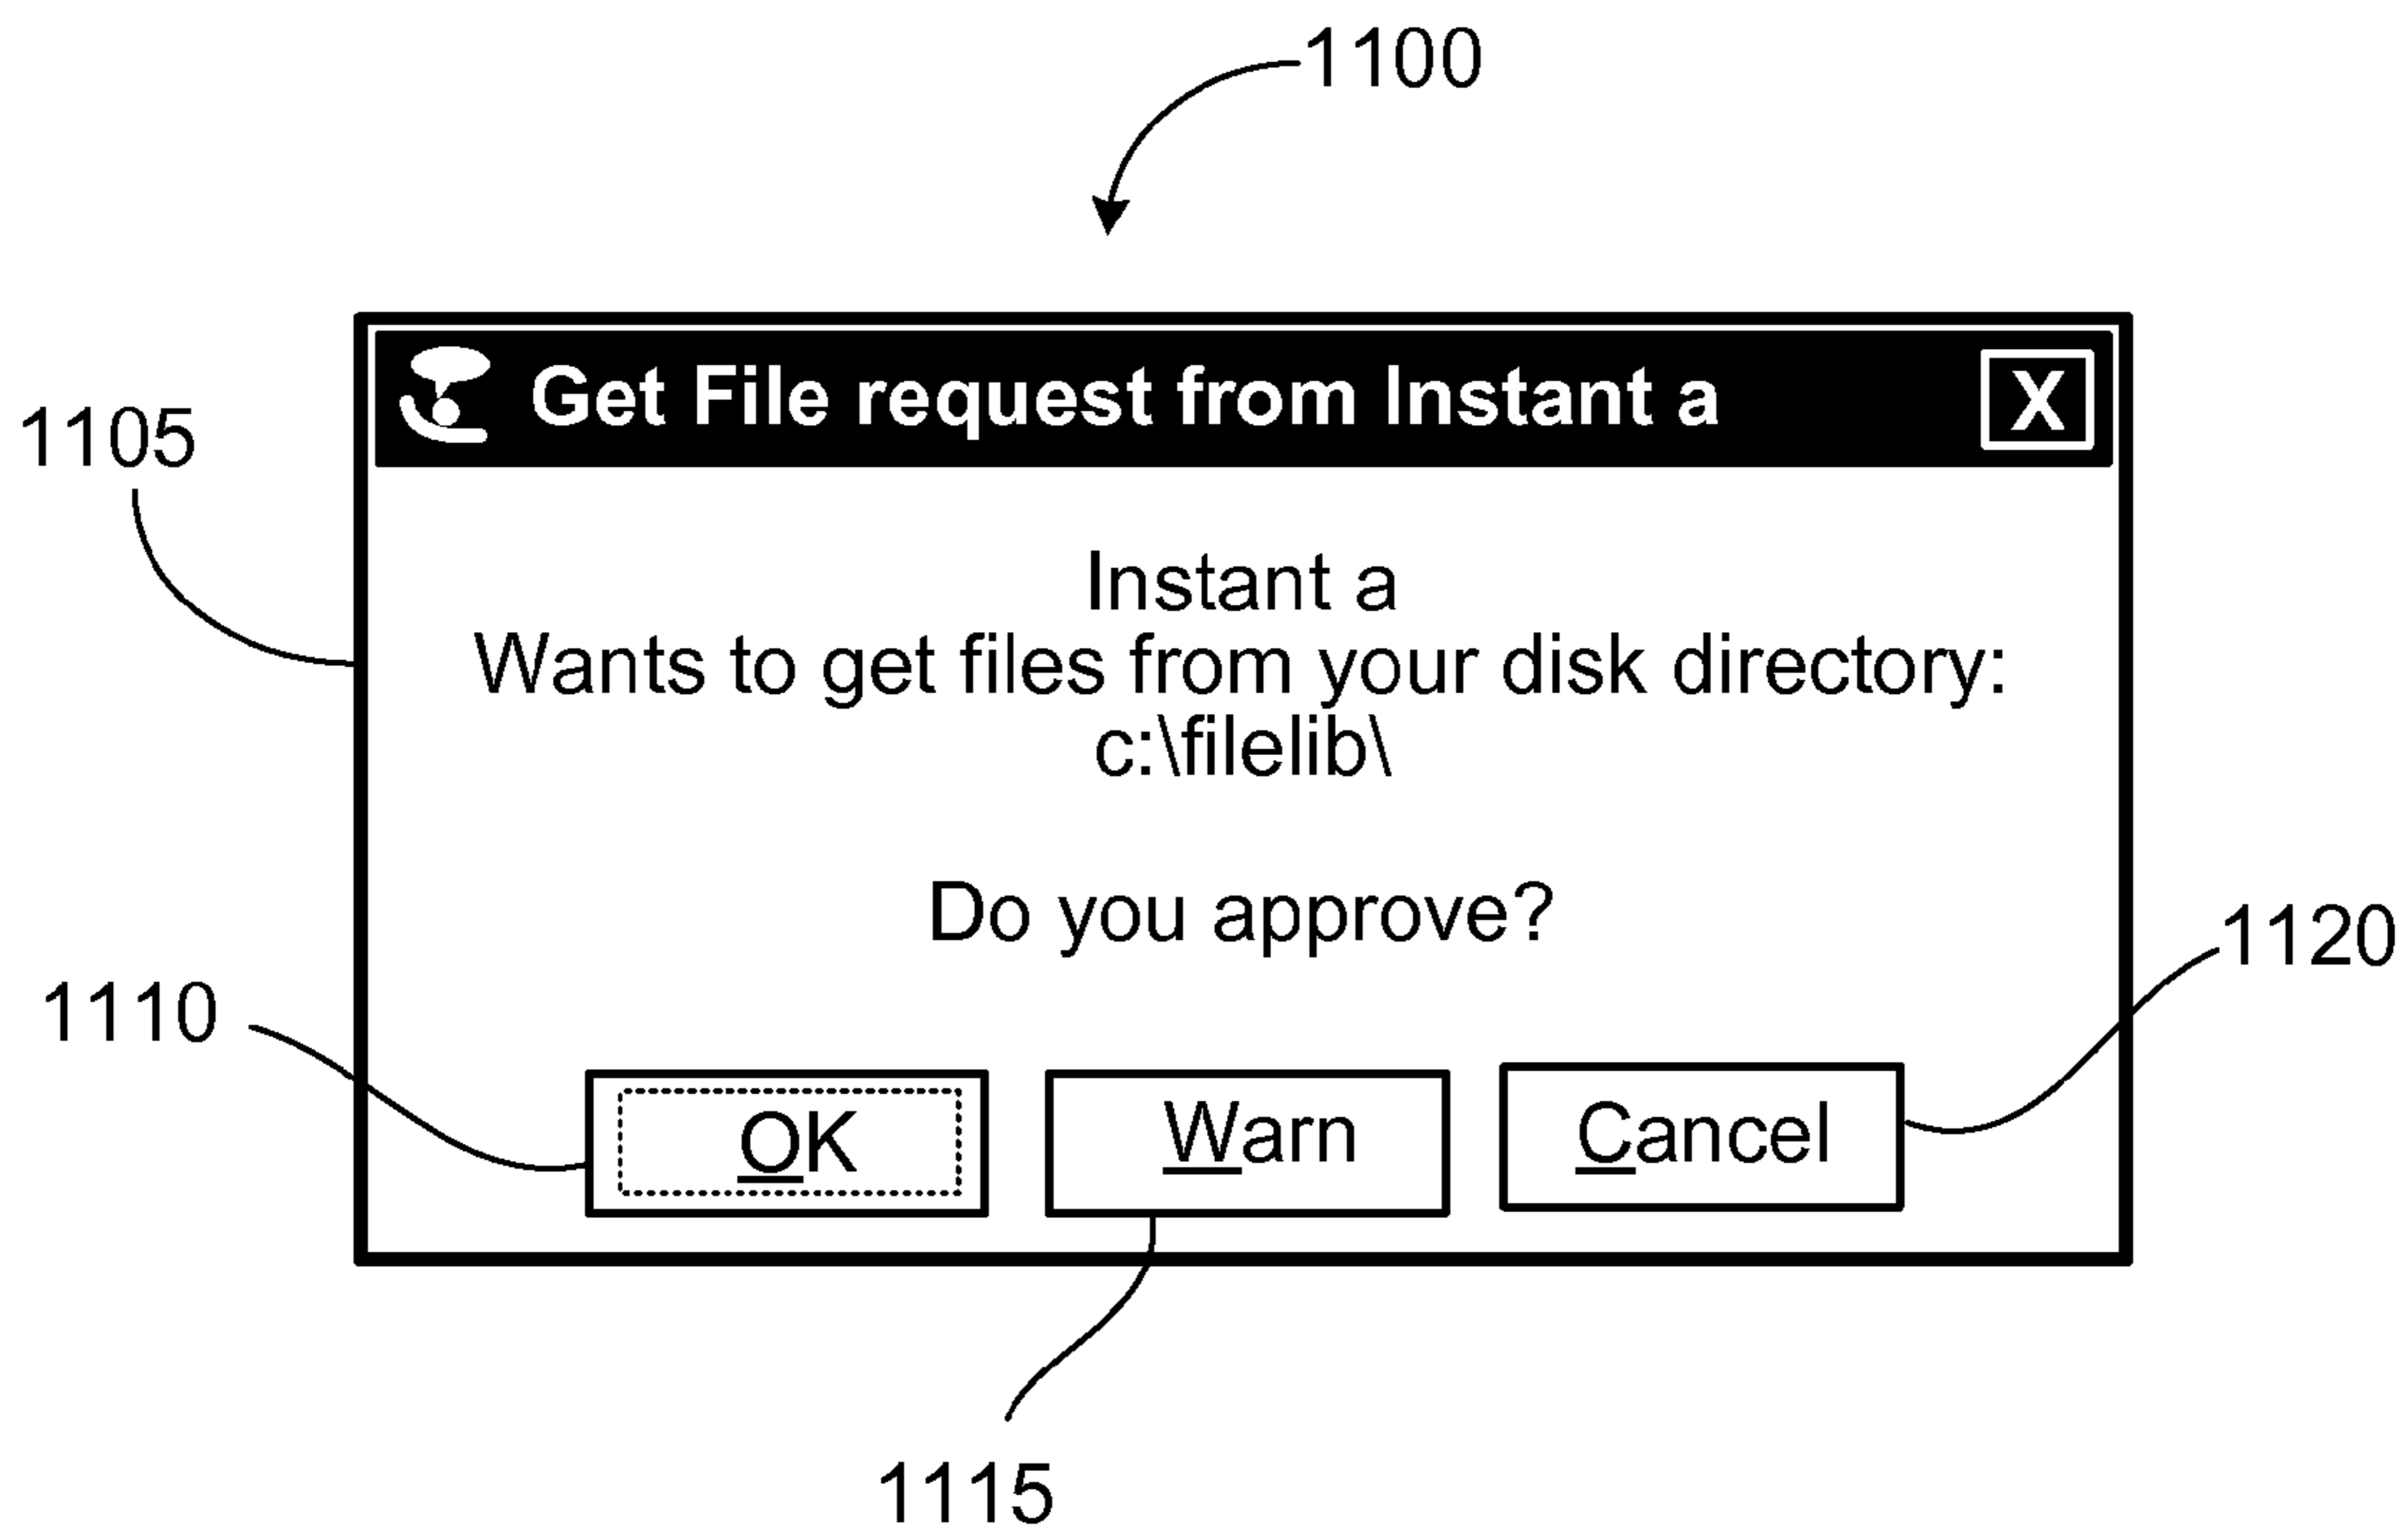 1100
Get File request from Instant a X
1105
Instant a
Wants to get files from your disk directory:
c:\filelib\
Do you approve?
1120
1110
OK Warn Cancel
1115